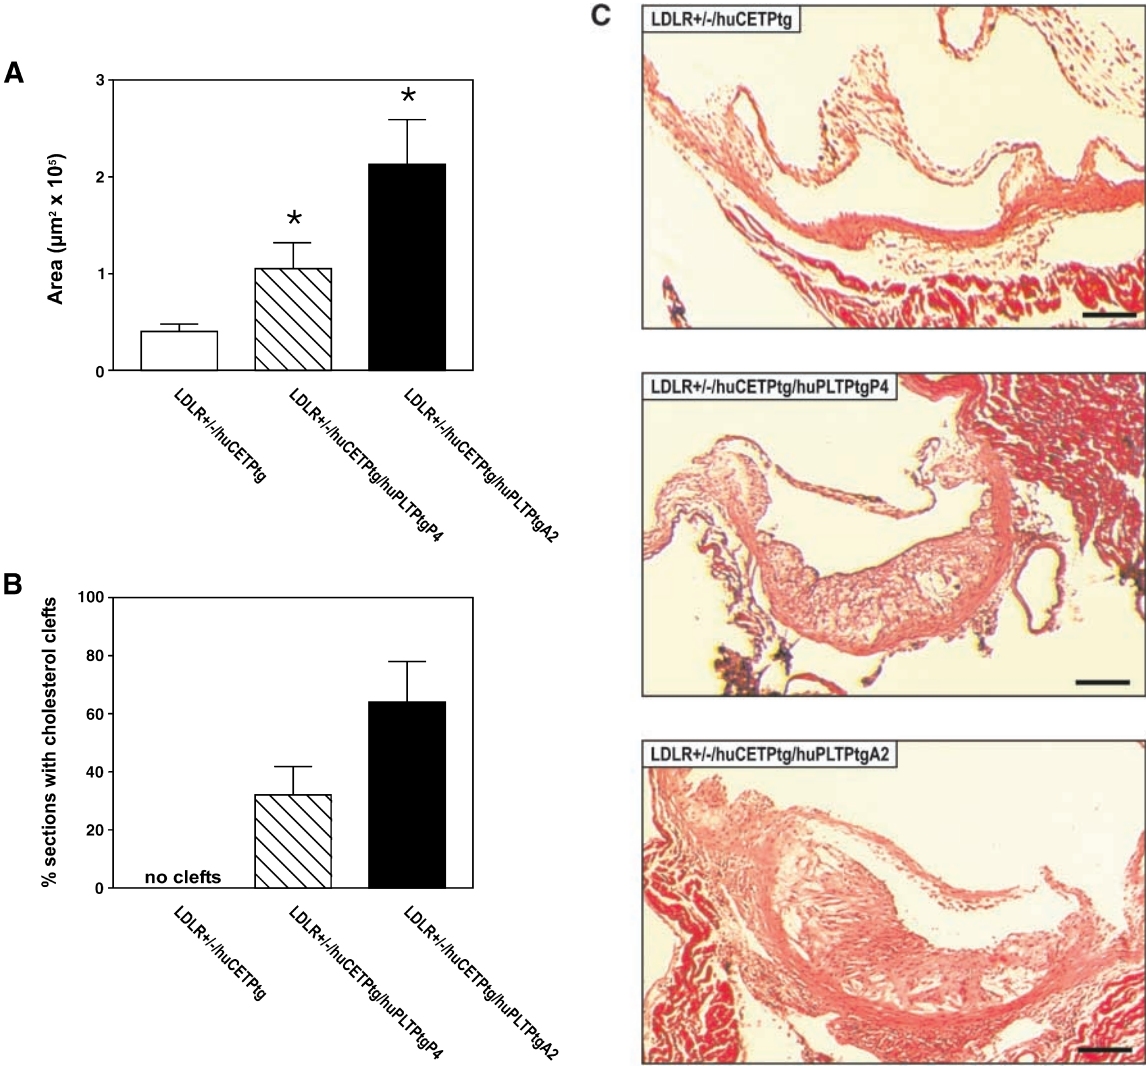 A
Area (µm² x 10⁵)
3
2
1
0
*
*
LDLR+/-/huCETPtg
LDLR+/-/huCETPtg/huPLTPtgP4
LDLR+/-/huCETPtg/huPLTPtgA2
B
% sections with cholesterol clefts
100
80
60
40
20
0
no clefts
LDLR+/-/huCETPtg
LDLR+/-/huCETPtg/huPLTPtgP4
LDLR+/-/huCETPtg/huPLTPtgA2
C
LDLR+/-/huCETPtg
LDLR+/-/huCETPtg/huPLTPtgP4
LDLR+/-/huCETPtg/huPLTPtgA2